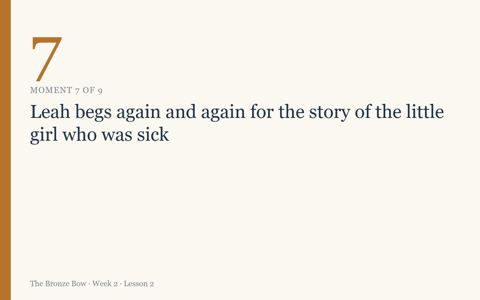 7
MOMENT 7 OF 9
Leah begs again and again for the story of the little
girl who was sick
The Bronze Bow · Week 2 · Lesson 2